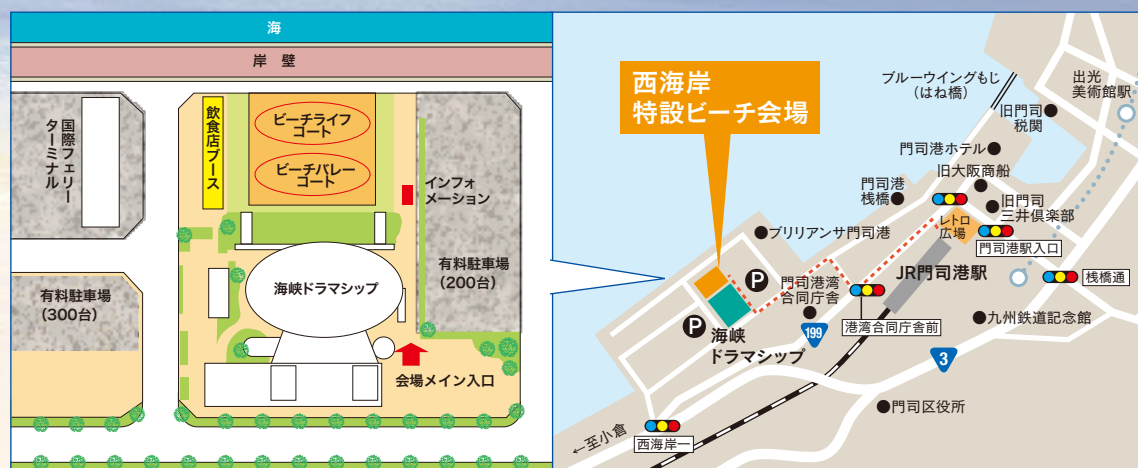 海
岸 壁
国際フェリー
ターミナル
飲食店ブース
ビーチライフ
コート
ビーチバレー
コート
インフォ
メーション
有料駐車場
(200台)
有料駐車場
(300台)
海峡ドラマシップ
会場メイン入口
西海岸
特設ビーチ会場
ブルーウイングもじ
(はね橋)
出光
美術館駅
旧門司
税関
門司港ホテル
旧大阪商船
門司港
桟橋
旧門司
三井倶楽部
レトロ
広場
門司港駅入口
ブリリアンサ門司港
JR門司港駅
桟橋通
門司港湾
合同庁舎
P
P
港湾合同庁舎前
九州鉄道記念館
海峡
ドラマシップ
199
3
門司区役所
←至小倉
西海岸一